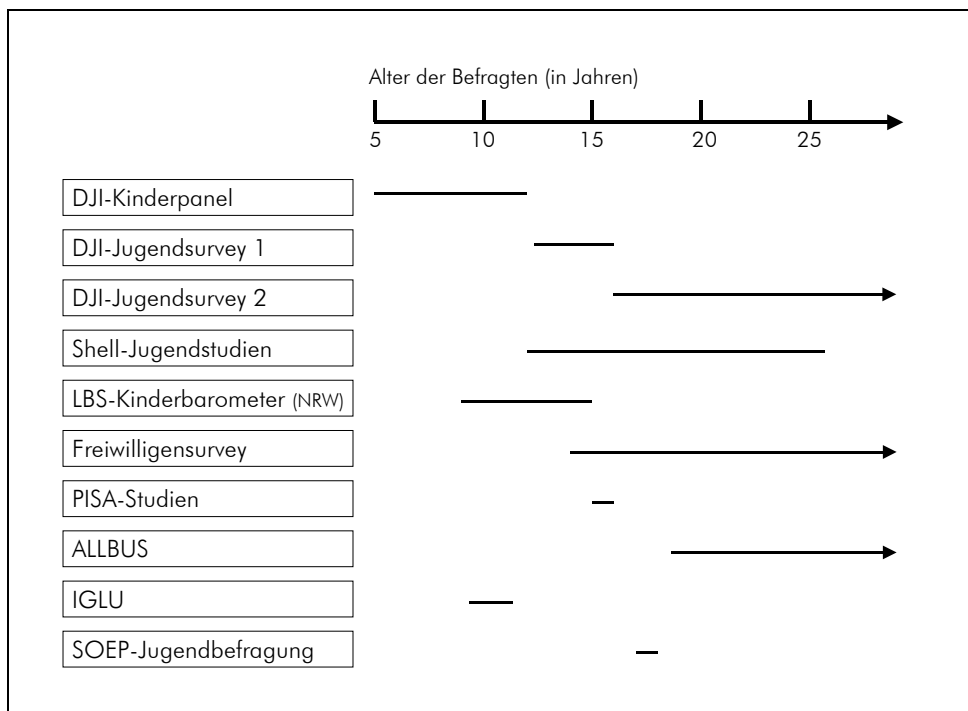 Alter der Befragten (in Jahren)
5 10 15 20 25
DJI-Kinderpanel
DJI-Jugendsurvey 1
DJI-Jugendsurvey 2
Shell-Jugendstudien
LBS-Kinderbarometer (NRW)
Freiwilligensurvey
PISA-Studien
ALLBUS
IGLU
SOEP-Jugendbefragung